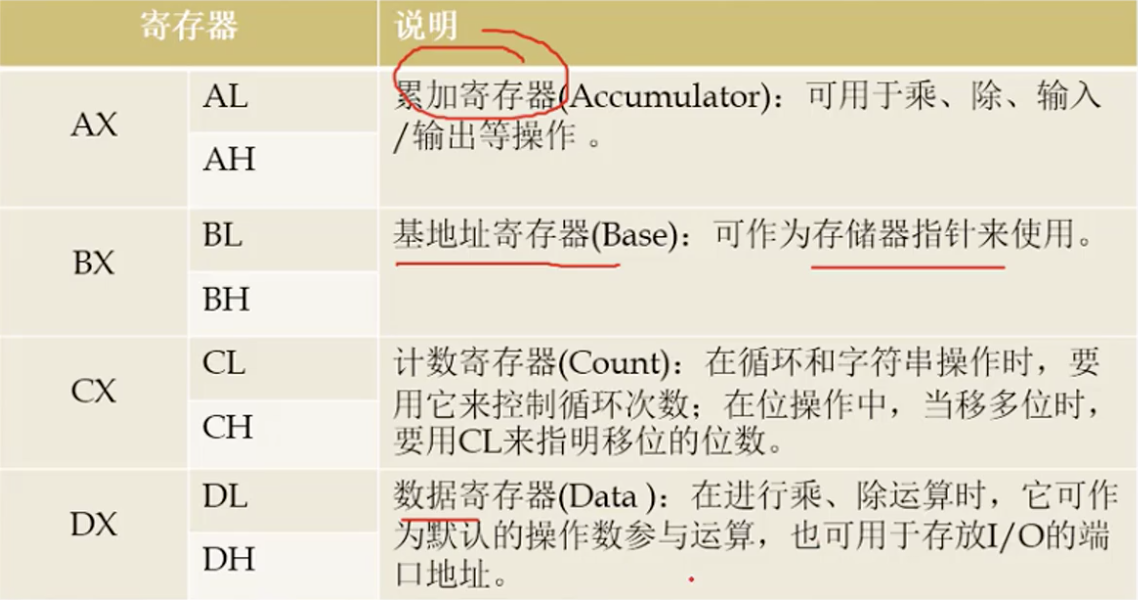 寄存器 说明
AX AL 累加寄存器(Accumulator)：可用于乘、除、输入
/输出等操作 。
AH
BX BL 基地址寄存器(Base)：可作为存储器指针来使用。
BH
CX CL 计数寄存器(Count)：在循环和字符串操作时，要
用它来控制循环次数；在位操作中，当移多位时，
CH
要用CL来指明移位的位数。
DX DL 数据寄存器(Data )：在进行乘、除运算时，它可作
为默认的操作数参与运算，也可用于存放I/O的端
DH
口地址。